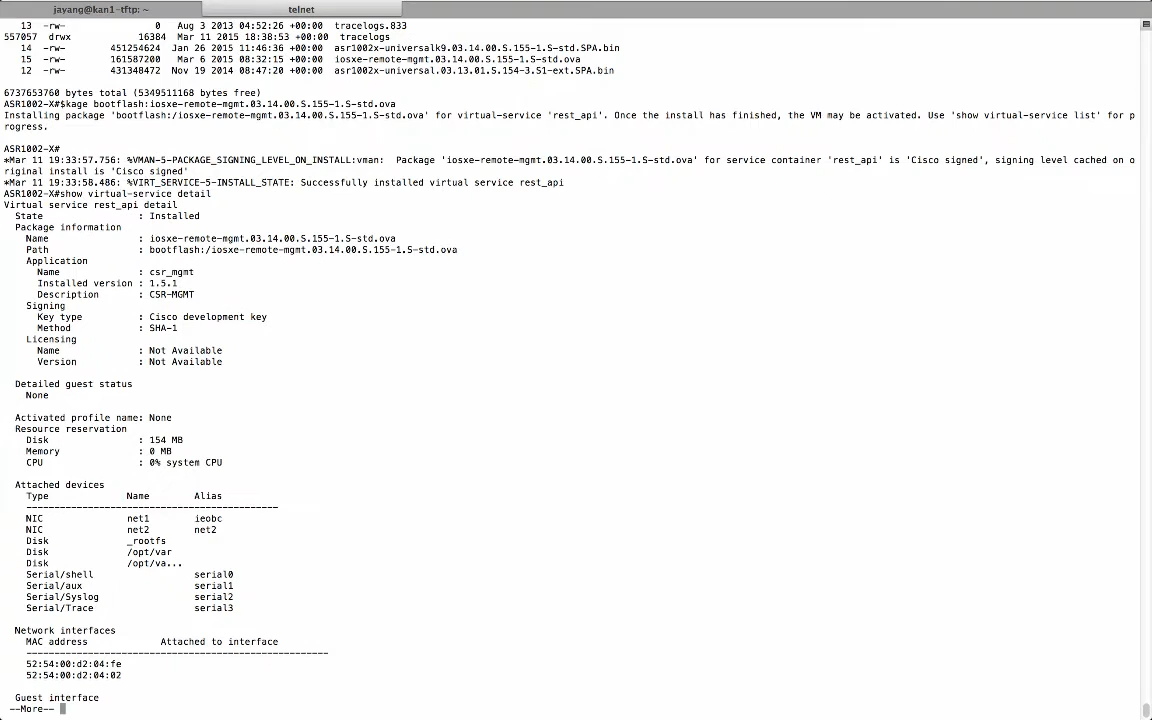 jayang@kan1-tftp: ~
telnet
13 -rw- 0 Aug 3 2013 04:52:26 +00:00 tracelogs.833
557057 drwx 16384 Mar 11 2015 18:38:53 +00:00 tracelogs
14 -rw- 451254624 Jan 26 2015 11:46:36 +00:00 asr1002x-universalk9.03.14.00.S.155-1.S-std.SPA.bin
15 -rw- 161587200 Mar 6 2015 08:32:15 +00:00 iosxe-remote-mgmt.03.14.00.S.155-1.S-std.ova
12 -rw- 431348472 Nov 19 2014 08:47:20 +00:00 asr1002x-universal.03.13.01.S.154-3.S1-ext.SPA.bin
6737653760 bytes total (5349511168 bytes free)
ASR1002-X#$kage bootflash:iosxe-remote-mgmt.03.14.00.S.155-1.S-std.ova
Installing package 'bootflash:/iosxe-remote-mgmt.03.14.00.S.155-1.S-std.ova' for virtual-service 'rest_api'. Once the install has finished, the VM may be activated. Use 'show virtual-service list' for p
rogress.
ASR1002-X#
*Mar 11 19:33:57.756: %VMAN-5-PACKAGE_SIGNING_LEVEL_ON_INSTALL:vman: Package 'iosxe-remote-mgmt.03.14.00.S.155-1.S-std.ova' for service container 'rest_api' is 'Cisco signed', signing level cached on o
riginal install is 'Cisco signed'
*Mar 11 19:33:58.486: %VIRT_SERVICE-5-INSTALL_STATE: Successfully installed virtual service rest_api
ASR1002-X#show virtual-service detail
Virtual service rest_api detail
State : Installed
Package information
Name : iosxe-remote-mgmt.03.14.00.S.155-1.S-std.ova
Path : bootflash:/iosxe-remote-mgmt.03.14.00.S.155-1.S-std.ova
Application
Name : csr_mgmt
Installed version : 1.5.1
Description : CSR-MGMT
Signing
Key type : Cisco development key
Method : SHA-1
Licensing
Name : Not Available
Version : Not Available
Detailed guest status
None
Activated profile name: None
Resource reservation
Disk : 154 MB
Memory : 0 MB
CPU : 0% system CPU
Attached devices
Type Name Alias
---------------------------------------------
NIC net1 ieobc
NIC net2 net2
Disk _rootfs
Disk /opt/var
Disk /opt/va...
Serial/shell serial0
Serial/aux serial1
Serial/Syslog serial2
Serial/Trace serial3
Network interfaces
MAC address Attached to interface
------------------------------------------------------
52:54:00:d2:04:fe
52:54:00:d2:04:02
Guest interface
--More--